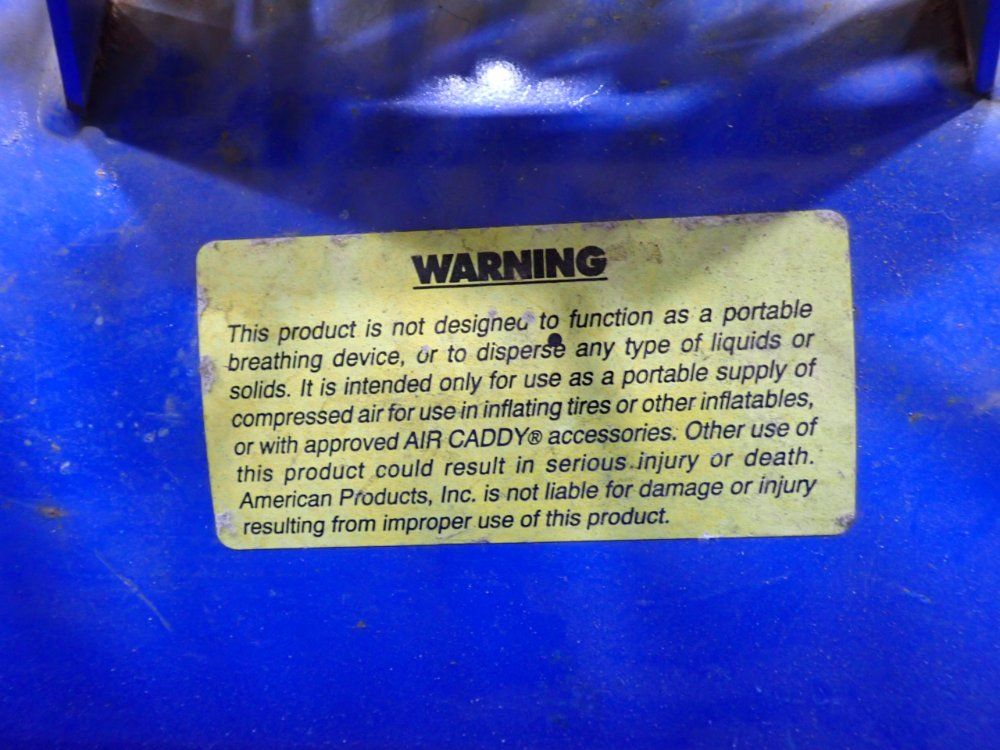 WARNING
This product is not designed to function as a portable
breathing device, or to disperse any type of liquids or
solids. It is intended only for use as a portable supply of
compressed air for use in inflating tires or other inflatables,
or with approved AIR CADDY® accessories. Other use of
this product could result in serious injury or death.
American Products, Inc. is not liable for damage or injury
resulting from improper use of this product.